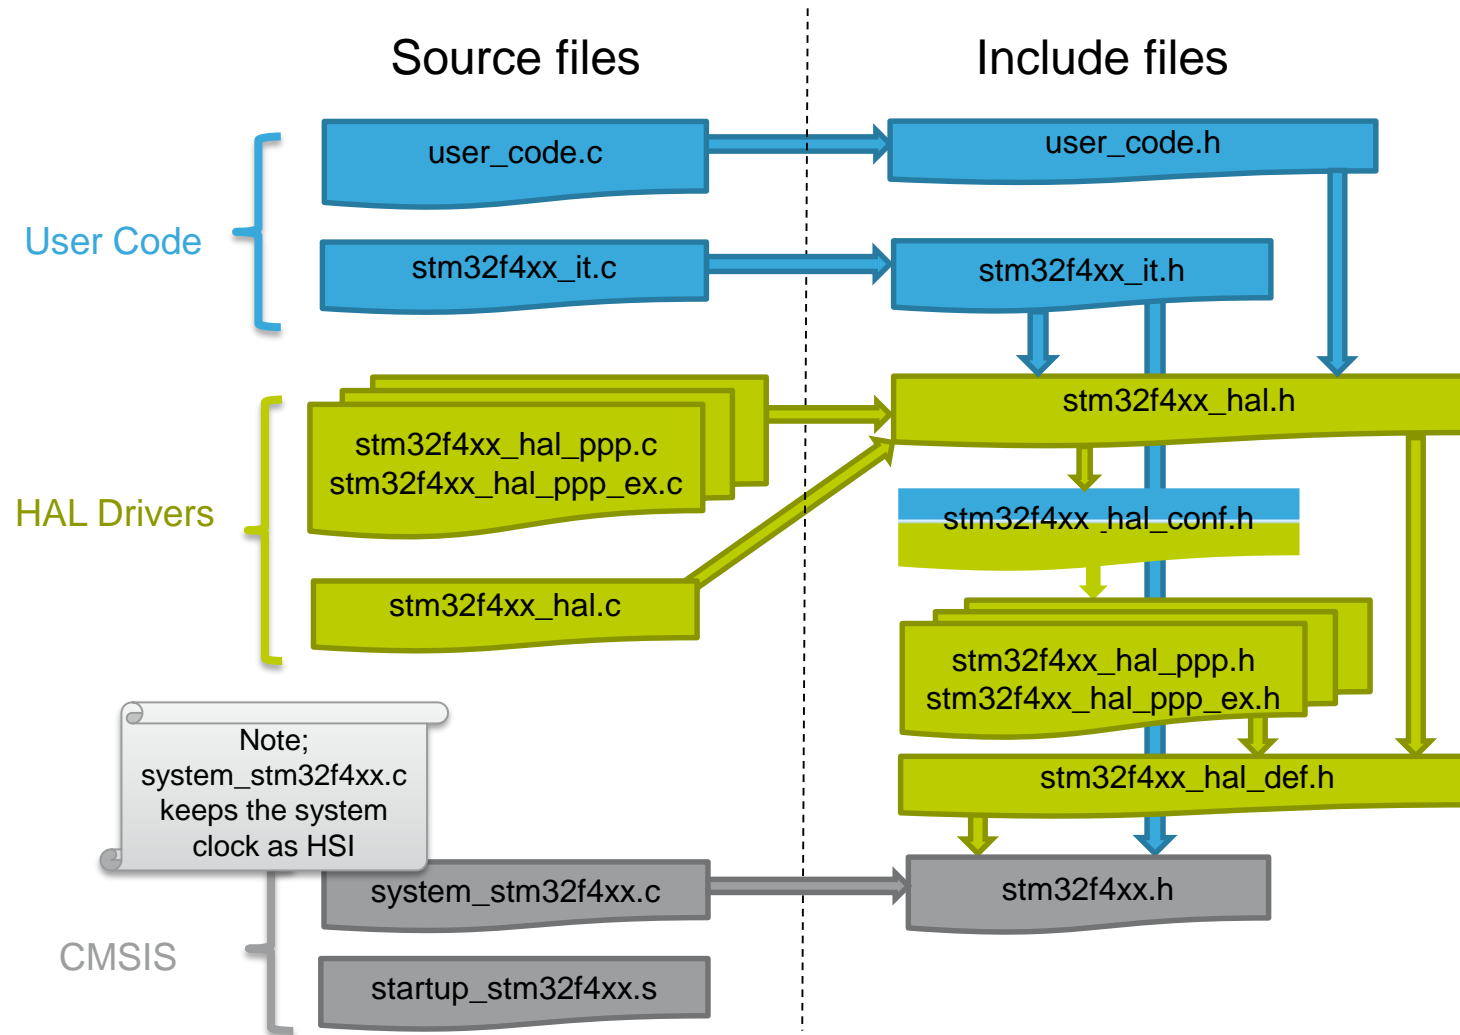 Source files
Include files
user_code.c
user_code.h
User Code
stm32f4xx_it.c
stm32f4xx_it.h
stm32f4xx_hal.h
stm32f4xx_hal_ppp.c
stm32f4xx_hal_ppp_ex.c
HAL Drivers
stm32f4xx_hal_conf.h
stm32f4xx_hal.c
stm32f4xx_hal_ppp.h
stm32f4xx_hal_ppp_ex.h
Note;
system_stm32f4xx.c
keeps the system
clock as HSI
stm32f4xx_hal_def.h
system_stm32f4xx.c
stm32f4xx.h
CMSIS
startup_stm32f4xx.s